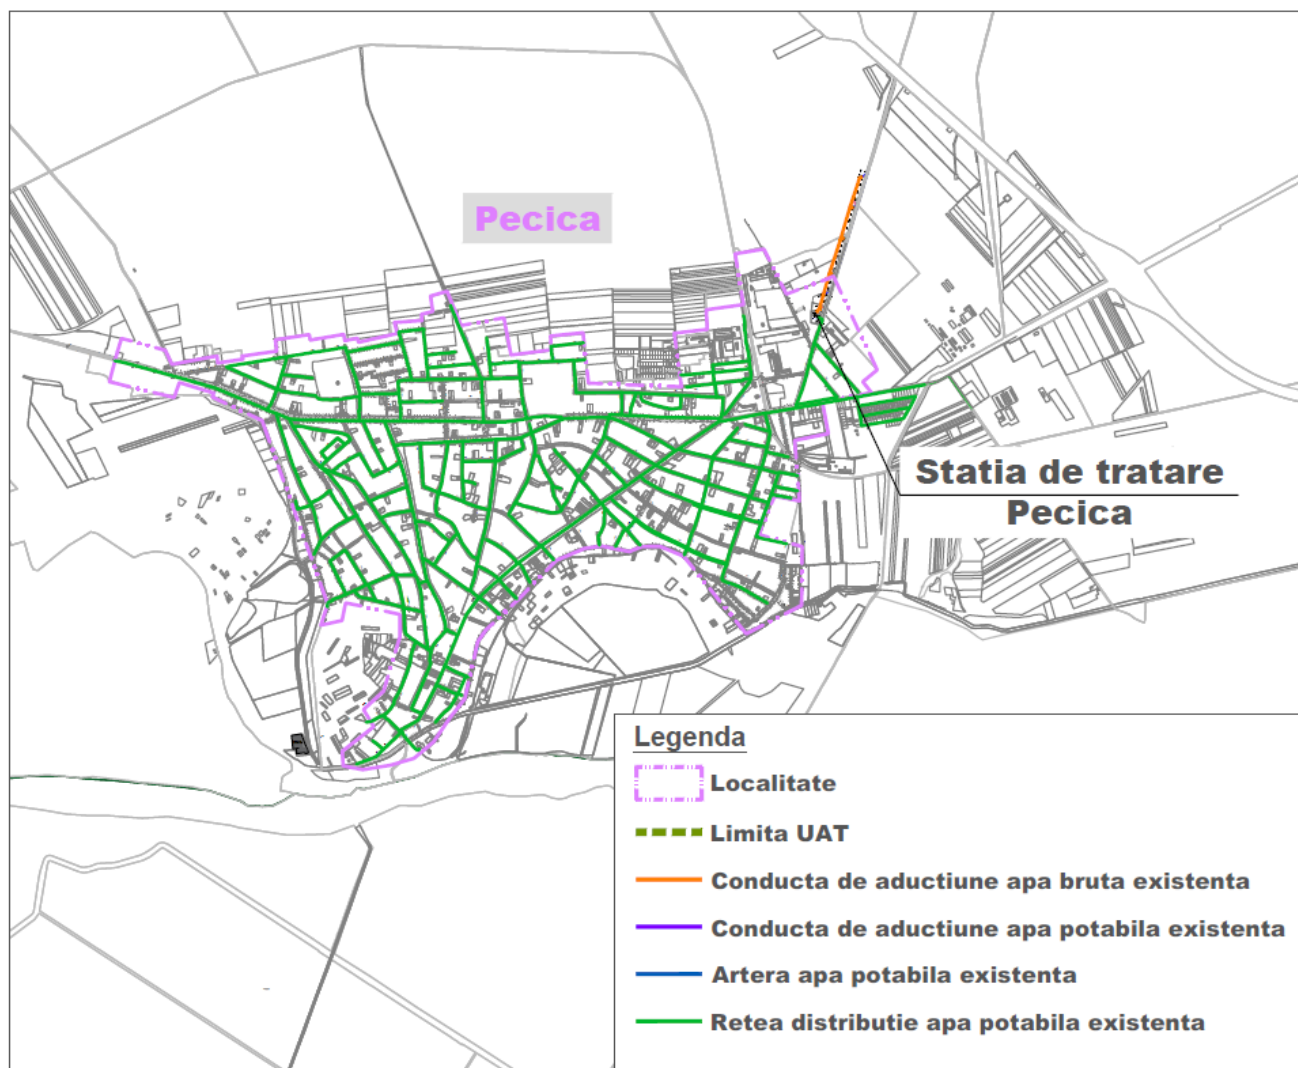 Pecica
Statia de tratare
Pecica
Legenda
Localitate
Limita UAT
Conducta de aductiune apa bruta existenta
Conducta de aductiune apa potabila existenta
Artera apa potabila existenta
Retea distributie apa potabila existenta